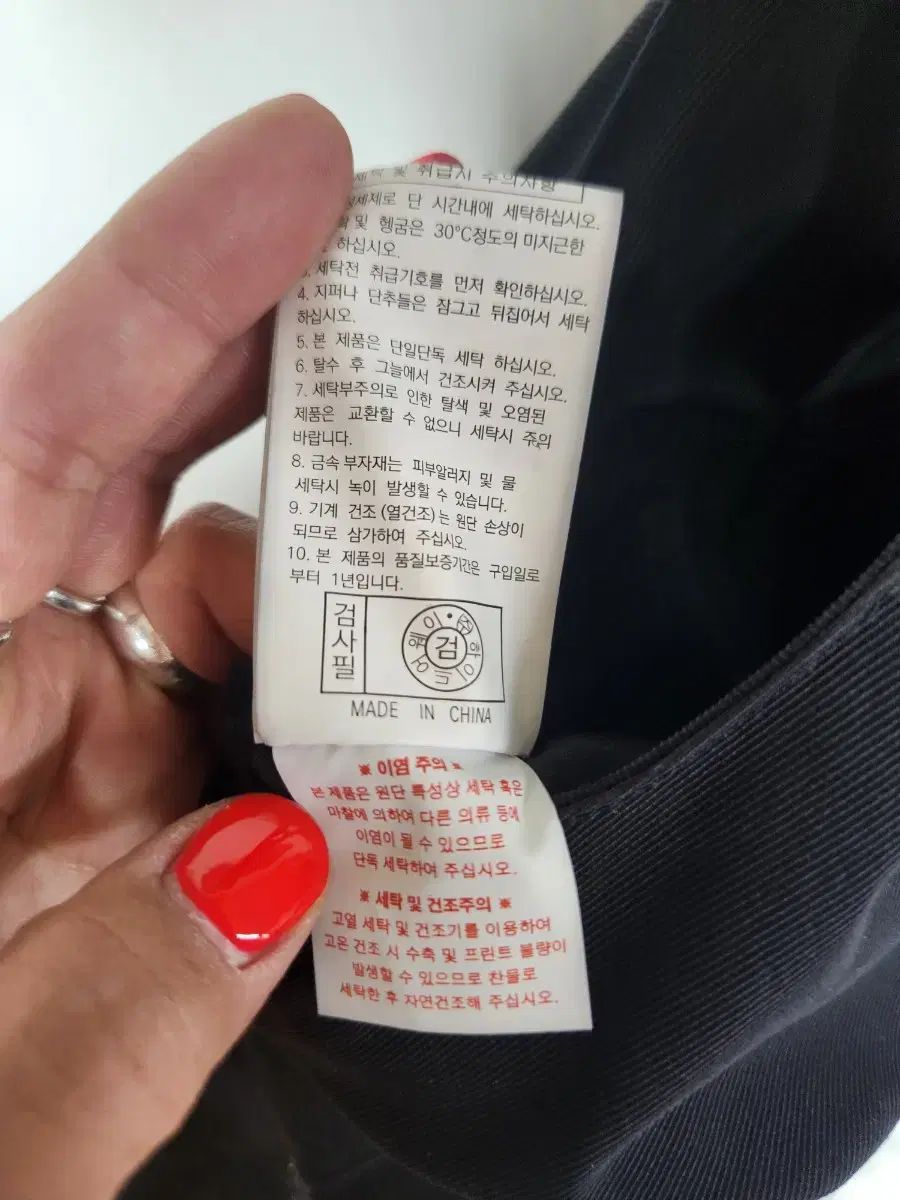 세탁 및 취급시 주의사항
단 시간내에 세탁하십시오.
및 헹굼은 30°C정도의 미지근한
하십시오.
세탁전 취급기호를 먼저 확인하십시오.
4. 지퍼나 단추들은 잠그고 뒤집어서 세탁
하십시오.
5. 본 제품은 단일단독 세탁 하십시오.
6. 탈수 후 그늘에서 건조시켜 주십시오.
7. 세탁부주의로 인한 탈색 및 오염된
제품은 교환할 수 없으니 세탁시 주의
바랍니다.
8. 금속 부자재는 피부알러지 및 물
세탁시 녹이 발생할 수 있습니다.
9. 기계 건조 (열건조)는 원단 손상이
되므로 삼가하여 주십시오.
10. 본 제품의 품질보증기간은 구입일로
부터 1년입니다.
검사필
검
MADE IN CHINA
※ 이염 주의 ※
본 제품은 원단 특성상 세탁 혹은
마찰에 의하여 다른 의류 등에
이염이 될 수 있으므로
단독 세탁하여 주십시오.
※ 세탁 및 건조주의 ※
고열 세탁 및 건조기를 이용하여
고온 건조 시 수축 및 프린트 불량이
발생할 수 있으므로 찬물로
세탁한 후 자연건조해 주십시오.